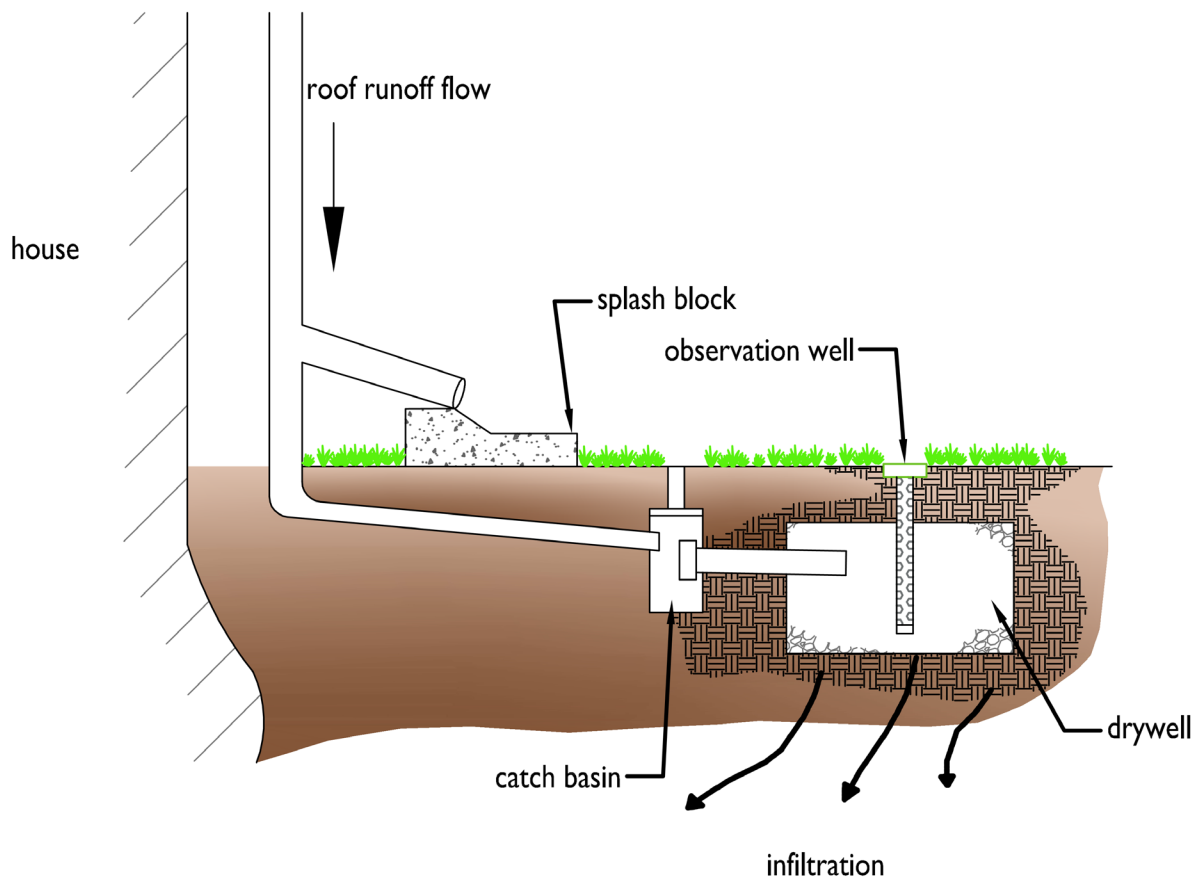 roof runoff flow
house
splash block
observation well
drywell
catch basin
infiltration